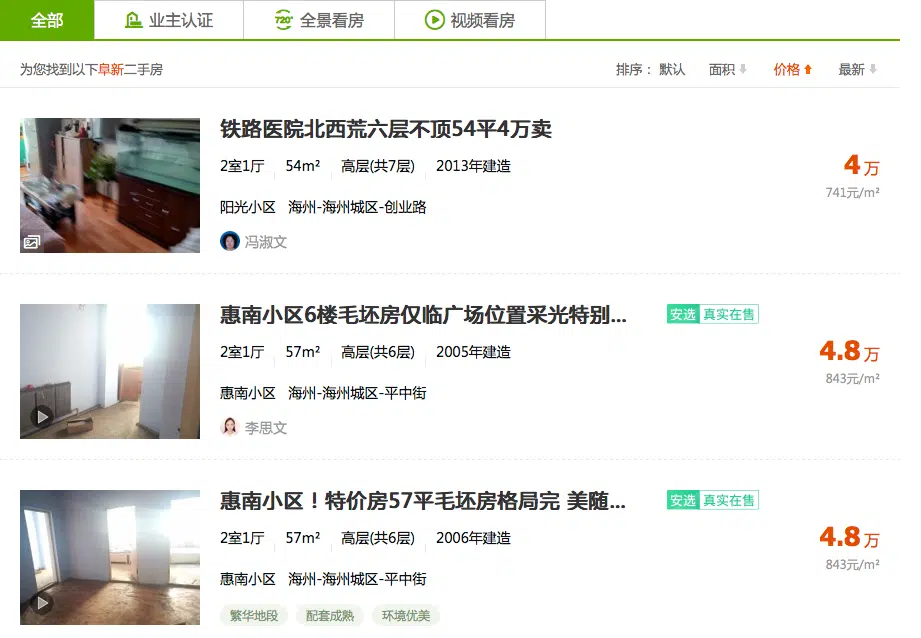 全部 业主认证 720° 全景看房 视频看房
为您找到以下阜新二手房 排序： 默认 面积 价格 最新
铁路医院北西荒六层不顶54平4万卖
2室1厅 54m² 高层(共7层) 2013年建造
4万
741元/m²
阳光小区 海州-海州城区-创业路
冯淑文
惠南小区6楼毛坯房仅临广场位置采光特别... 安选 真实在售
2室1厅 57m² 高层(共6层) 2005年建造
4.8万
843元/m²
惠南小区 海州-海州城区-平中街
李思文
惠南小区！特价房57平毛坯房格局完 美随... 安选 真实在售
2室1厅 57m² 高层(共6层) 2006年建造
4.8万
843元/m²
惠南小区 海州-海州城区-平中街
繁华地段 配套成熟 环境优美